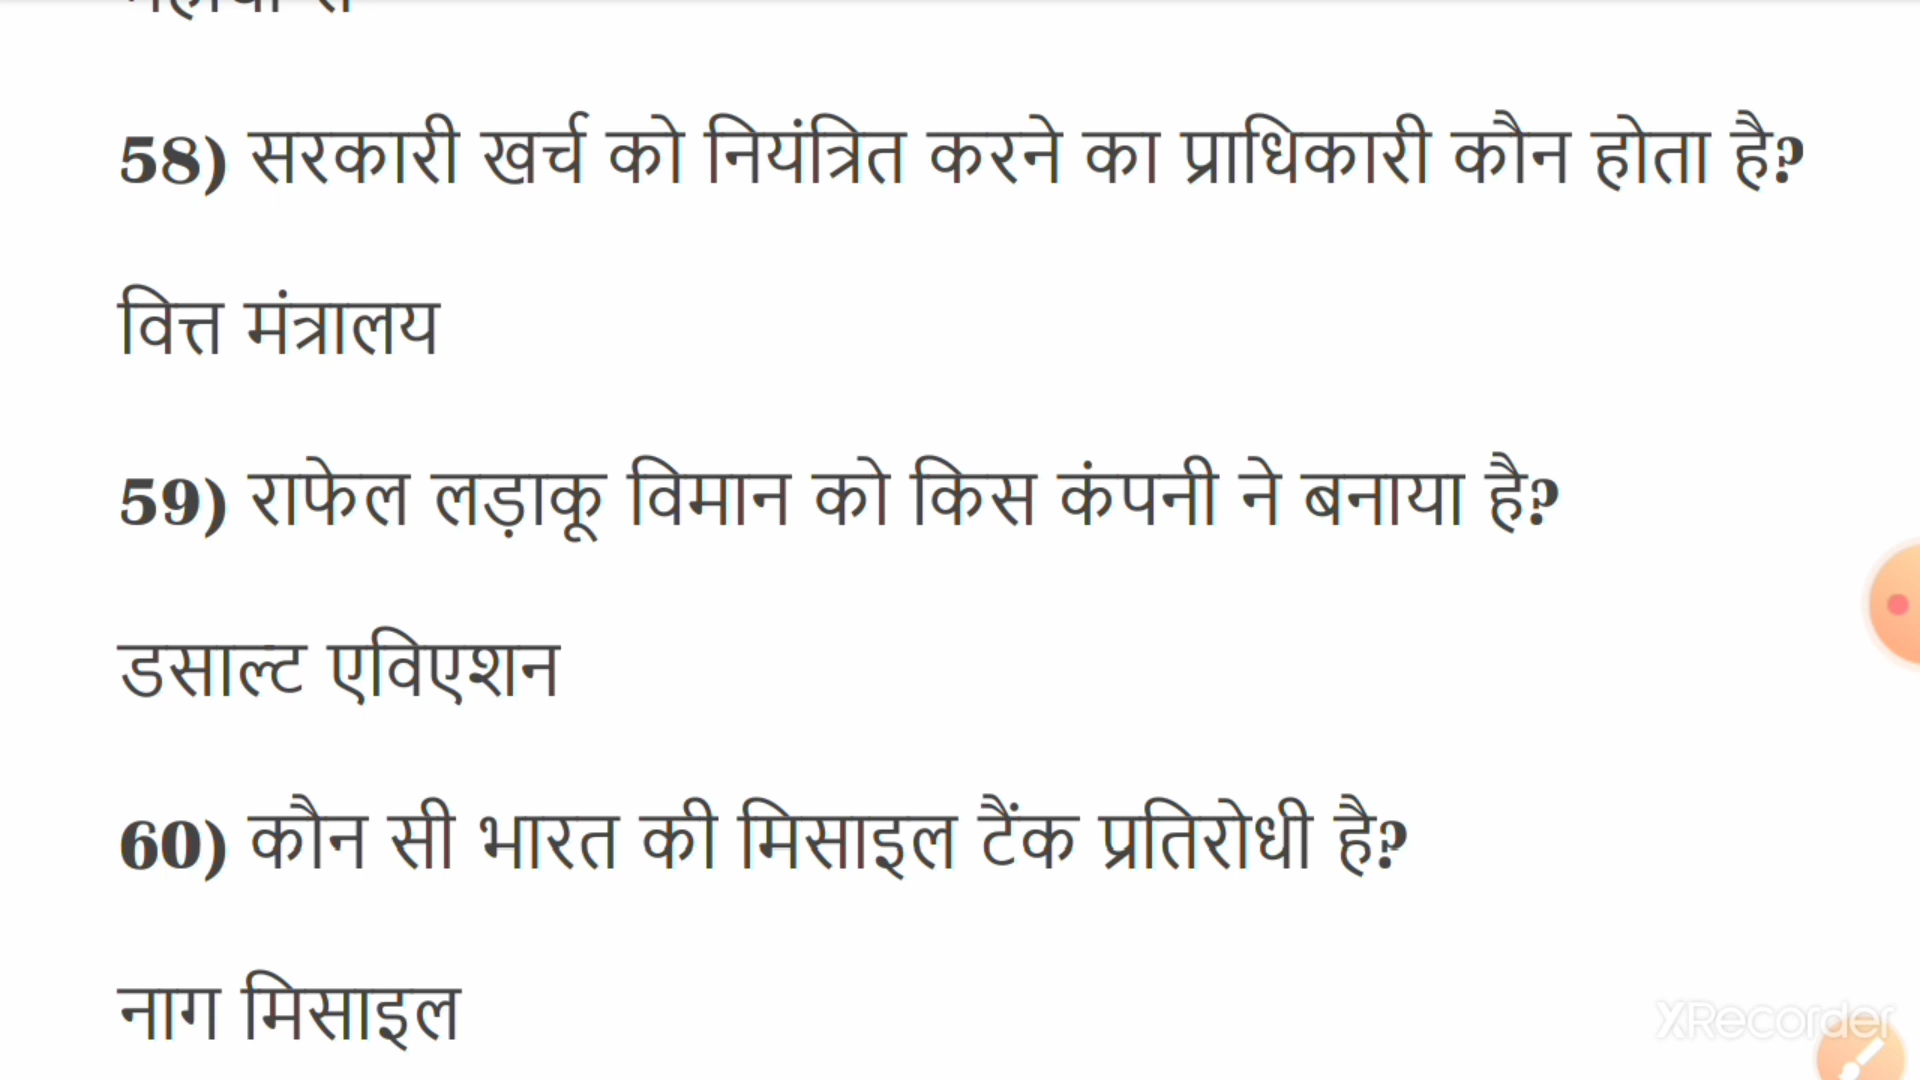 58) सरकारी खर्च को नियंत्रित करने का प्राधिकारी कौन होता है?
वित्त मंत्रालय
59) राफेल लड़ाकू विमान को किस कंपनी ने बनाया है?
डसाल्ट एविएशन
60) कौन सी भारत की मिसाइल टैंक प्रतिरोधी है?
नाग मिसाइल
XRecorder